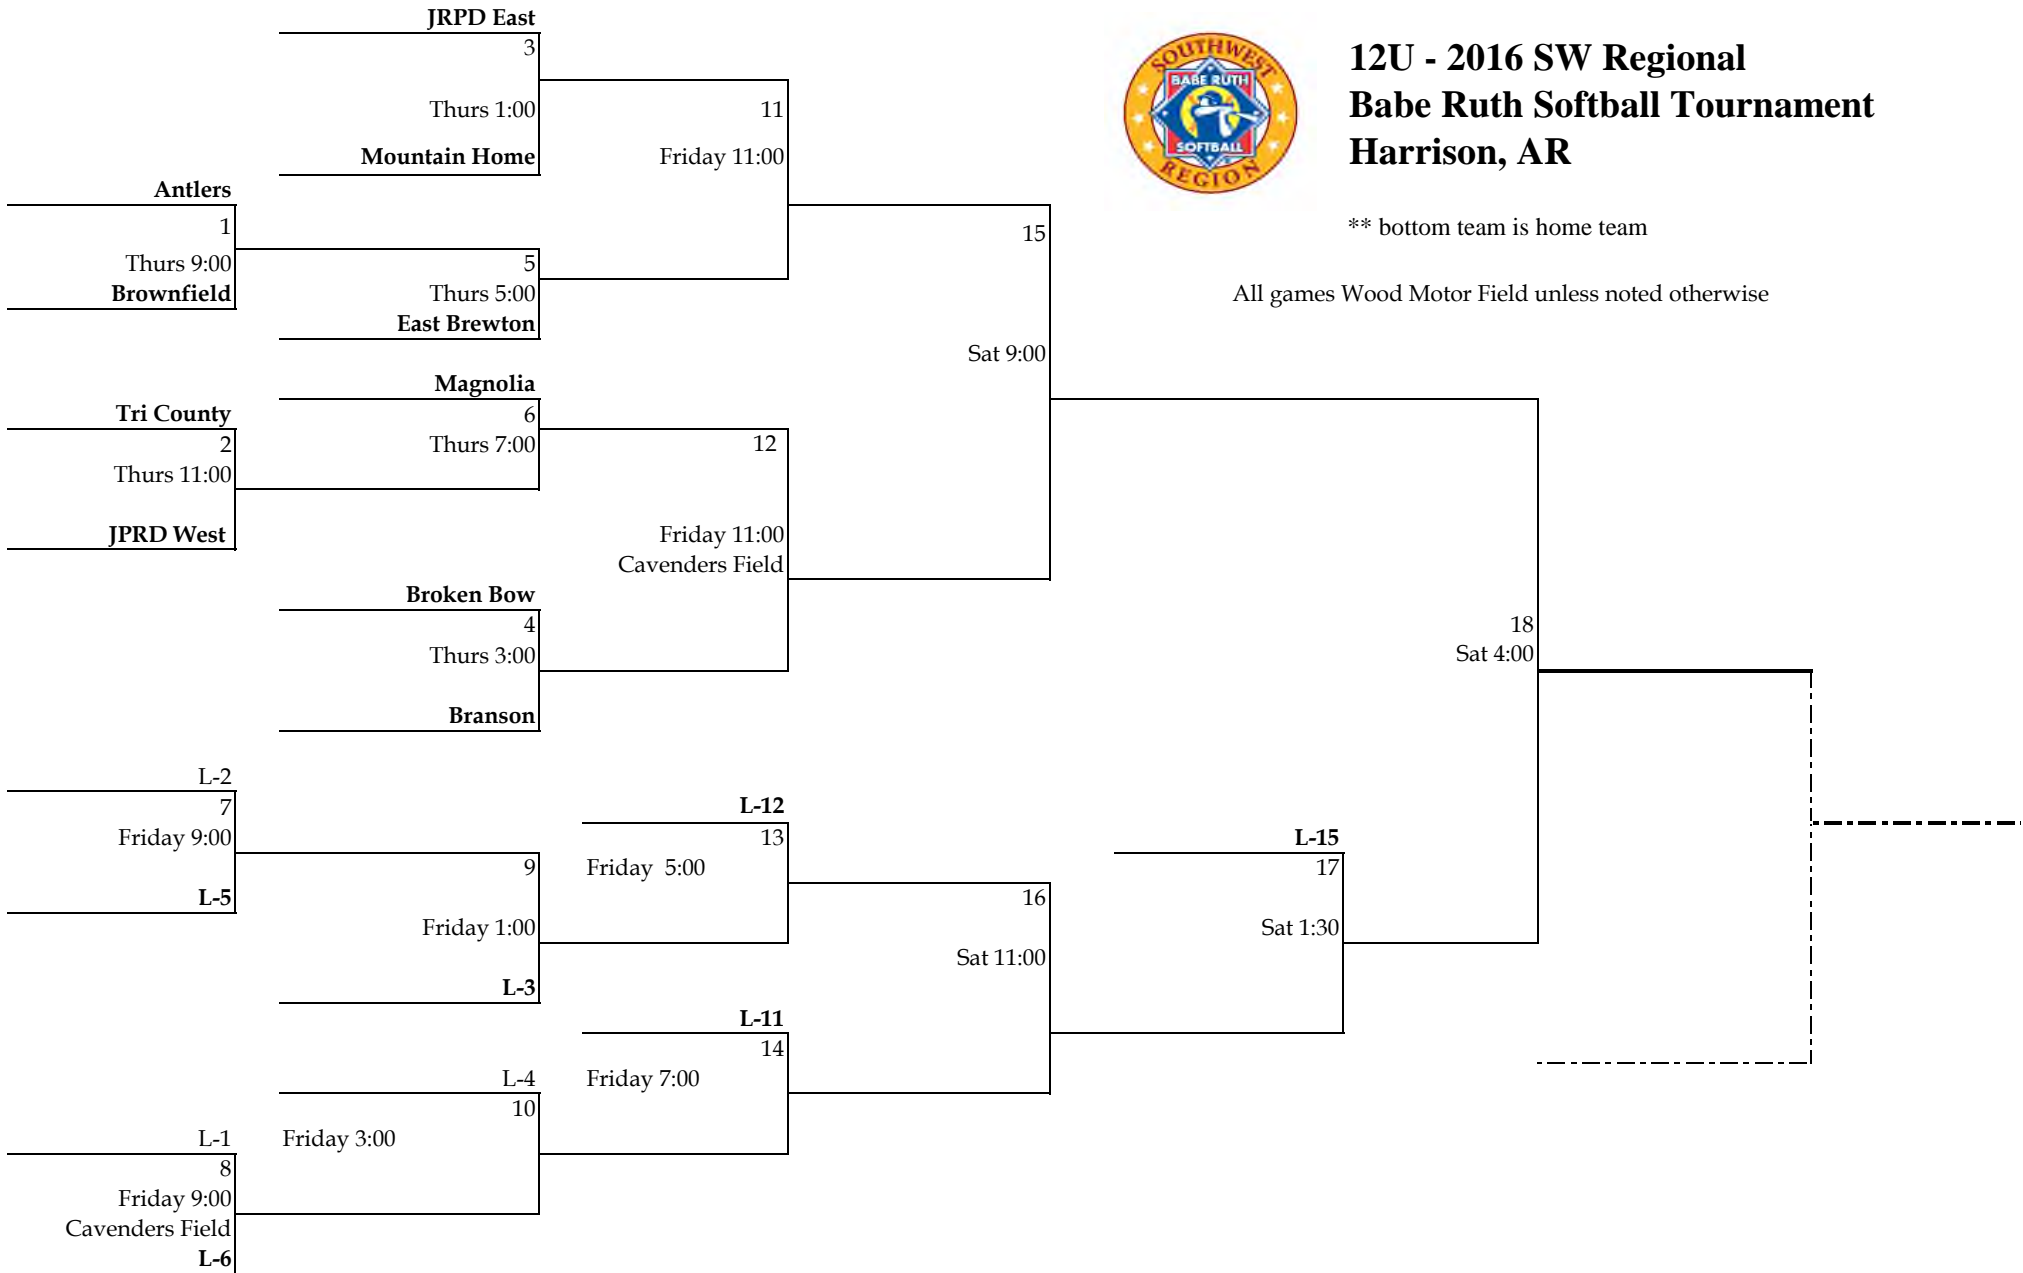 JRPD East
3
Thurs 1:00
Mountain Home
11
Friday 11:00
SOUTHWEST
BABE RUTH
SOFTBALL
REGION
12U - 2016 SW Regional
Babe Ruth Softball Tournament
Harrison, AR
** bottom team is home team
All games Wood Motor Field unless noted otherwise
Antlers
1
Thurs 9:00
Brownfield
5
Thurs 5:00
East Brewton
15
Sat 9:00
Magnolia
6
Thurs 7:00
Tri County
2
Thurs 11:00
JPRD West
12
Friday 11:00
Cavenders Field
Broken Bow
4
Thurs 3:00
Branson
18
Sat 4:00
L-2
7
Friday 9:00
L-5
9
Friday 1:00
L-3
L-12
13
Friday  5:00
16
Sat 11:00
L-15
17
Sat 1:30
L-11
14
Friday 7:00
L-4
10
Friday 3:00
L-1
8
Friday 9:00
Cavenders Field
L-6